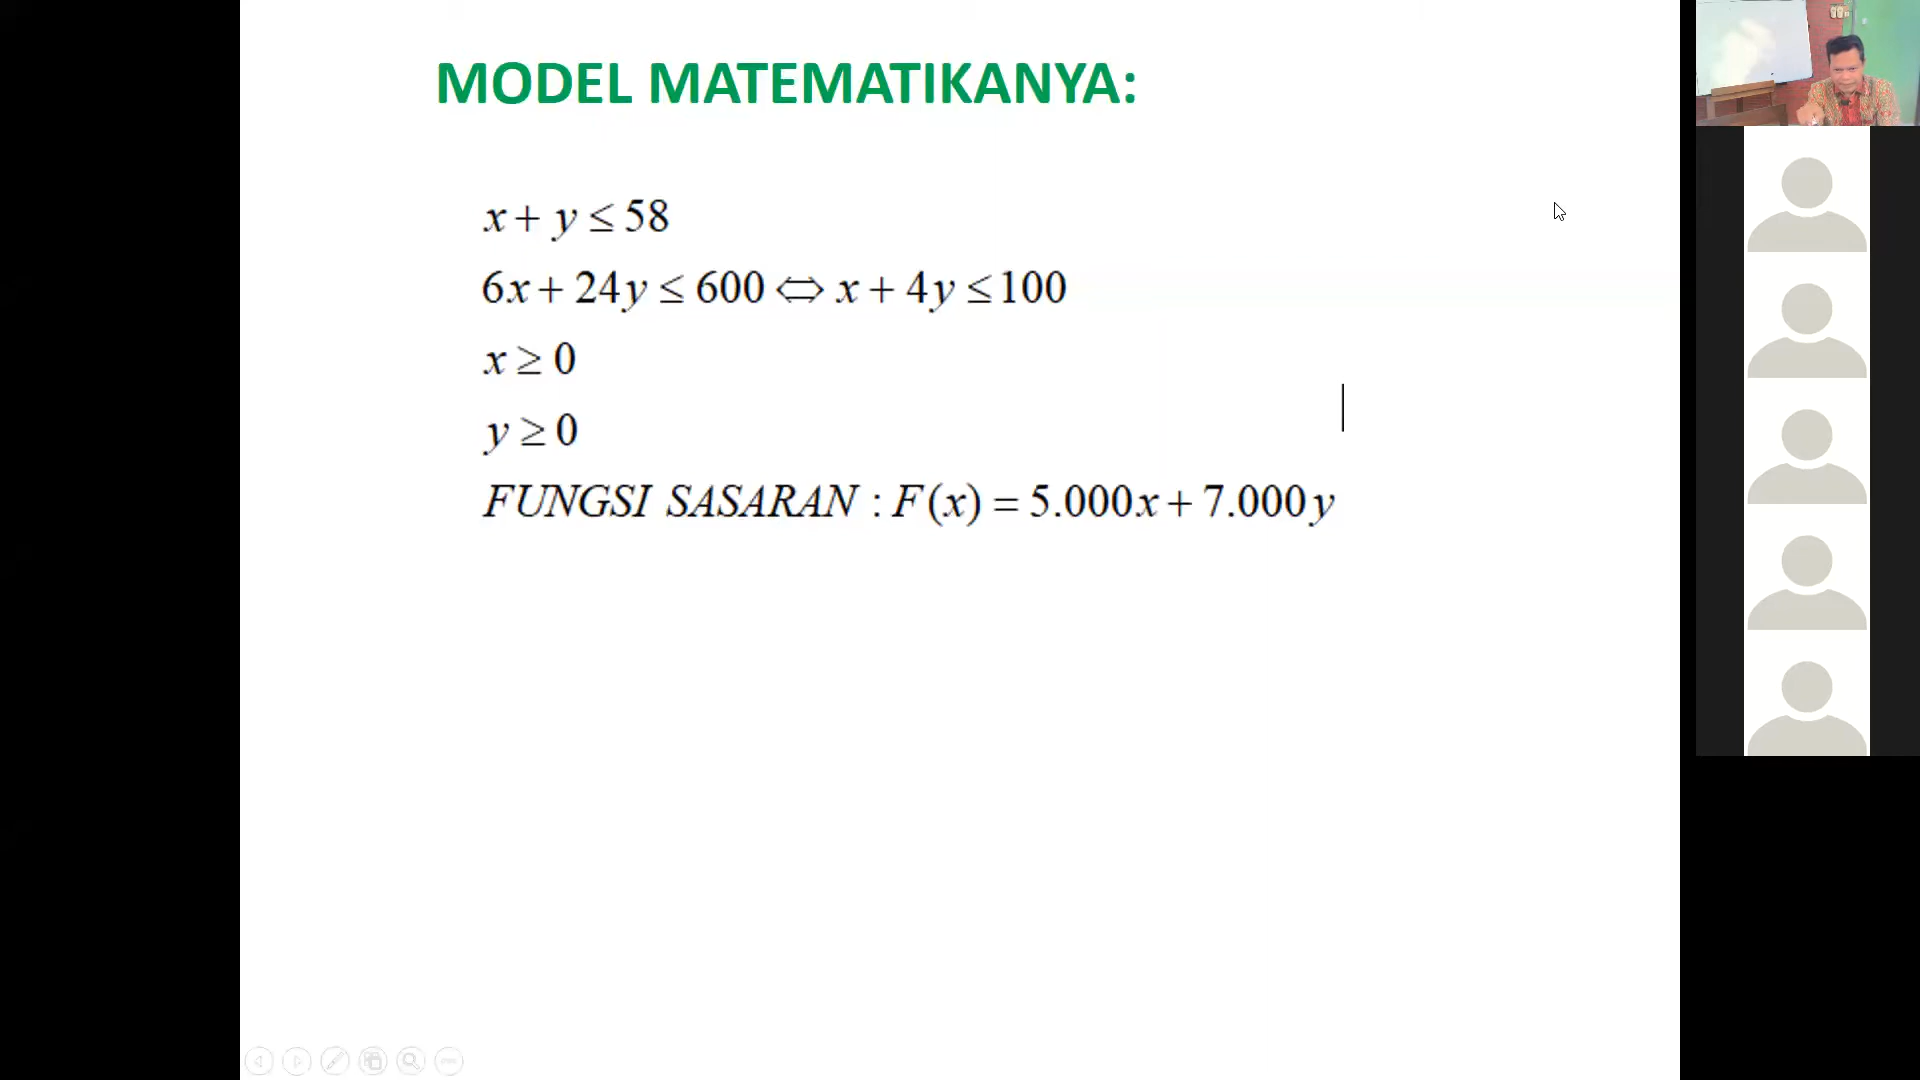 MODEL MATEMATIKANYA:
x + y ≤ 58
6x + 24y ≤ 600 ⇔ x + 4y ≤ 100
x ≥ 0
y ≥ 0
FUNGSI SASARAN : F(x) = 5.000x + 7.000y